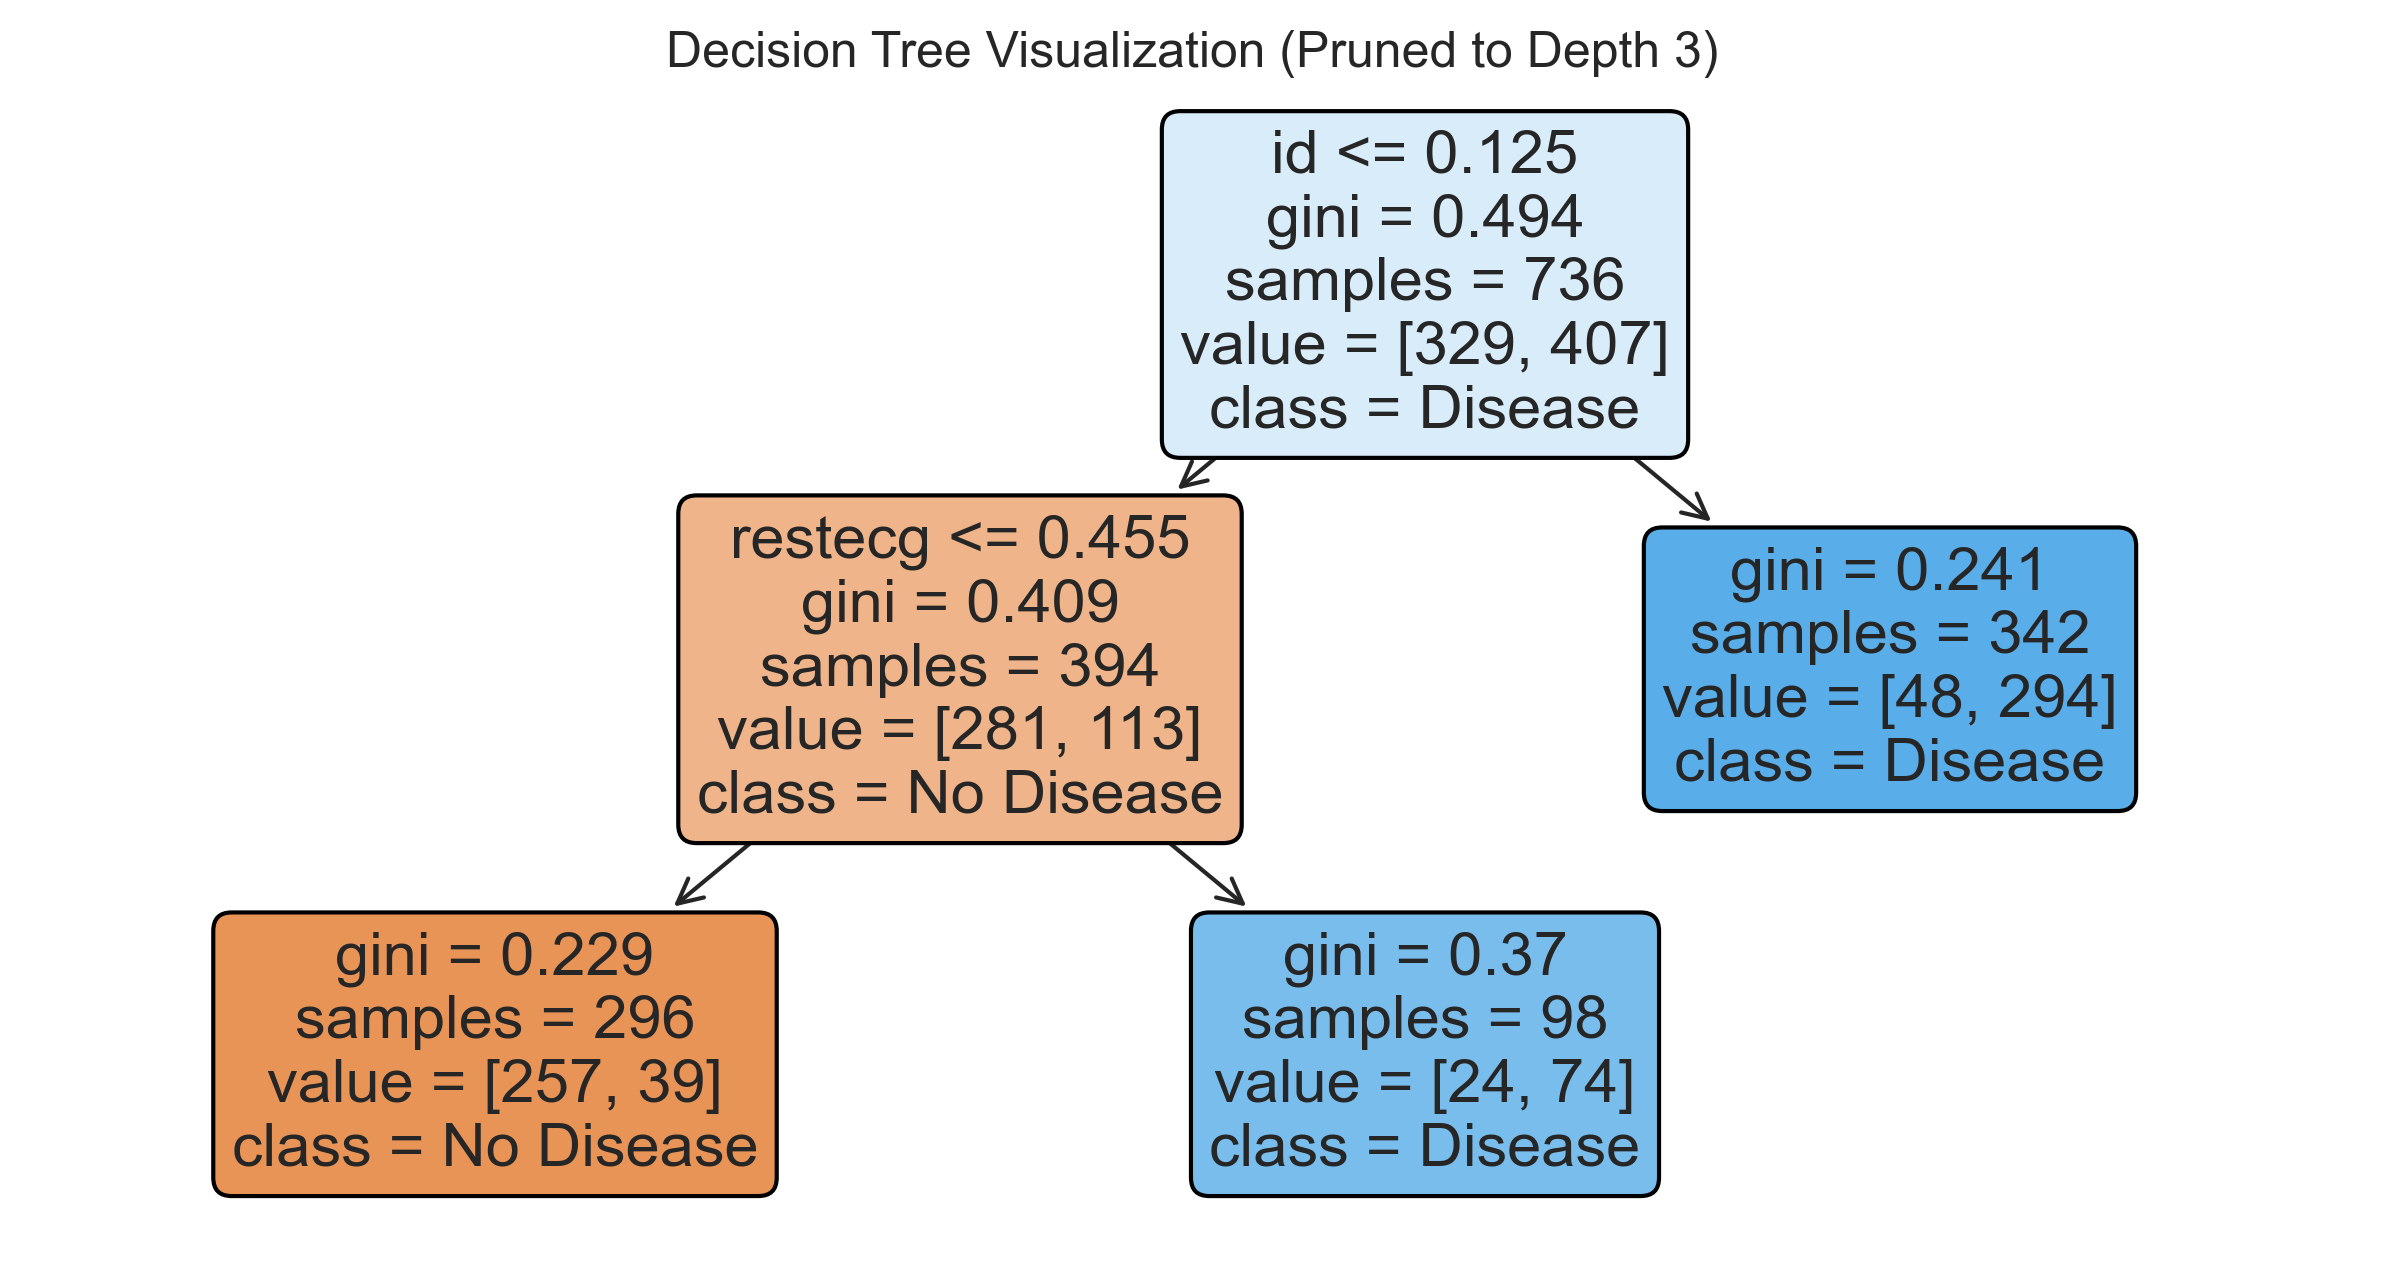 Decision Tree Visualization (Pruned to Depth 3)
id <= 0.125
gini = 0.494
samples = 736
value = [329, 407]
class = Disease
restecg <= 0.455
gini = 0.409
samples = 394
value = [281, 113]
class = No Disease
gini = 0.241
samples = 342
value = [48, 294]
class = Disease
gini = 0.229
samples = 296
value = [257, 39]
class = No Disease
gini = 0.37
samples = 98
value = [24, 74]
class = Disease